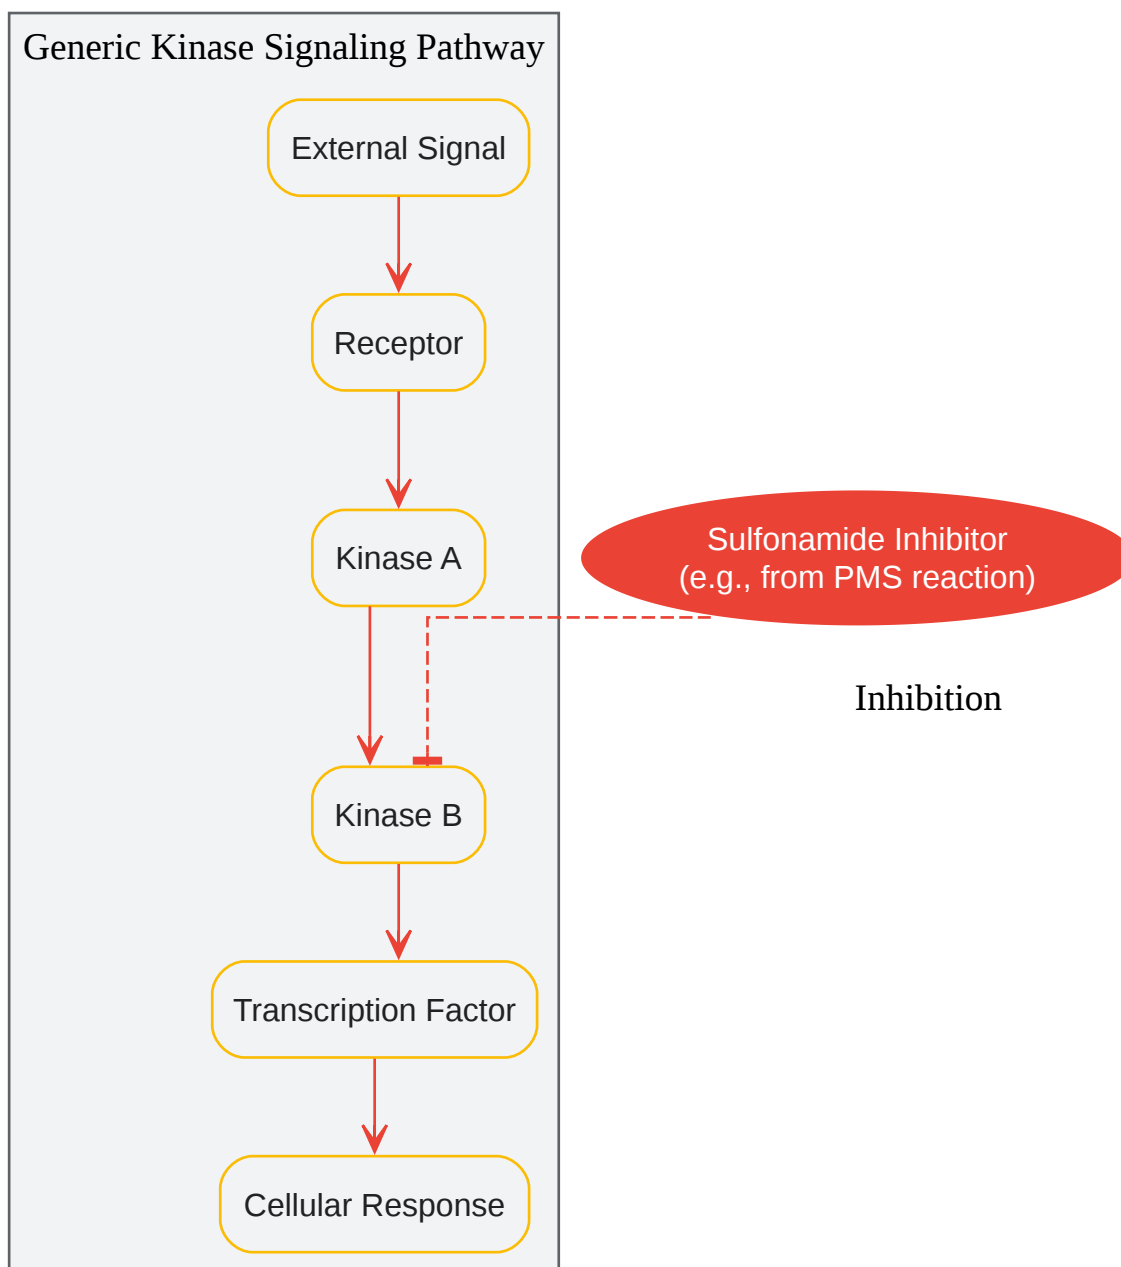 Generic Kinase Signaling Pathway
External Signal
Receptor
Kinase A
Sulfonamide Inhibitor
(e.g., from PMS reaction)
Inhibition
Kinase B
Transcription Factor
Cellular Response